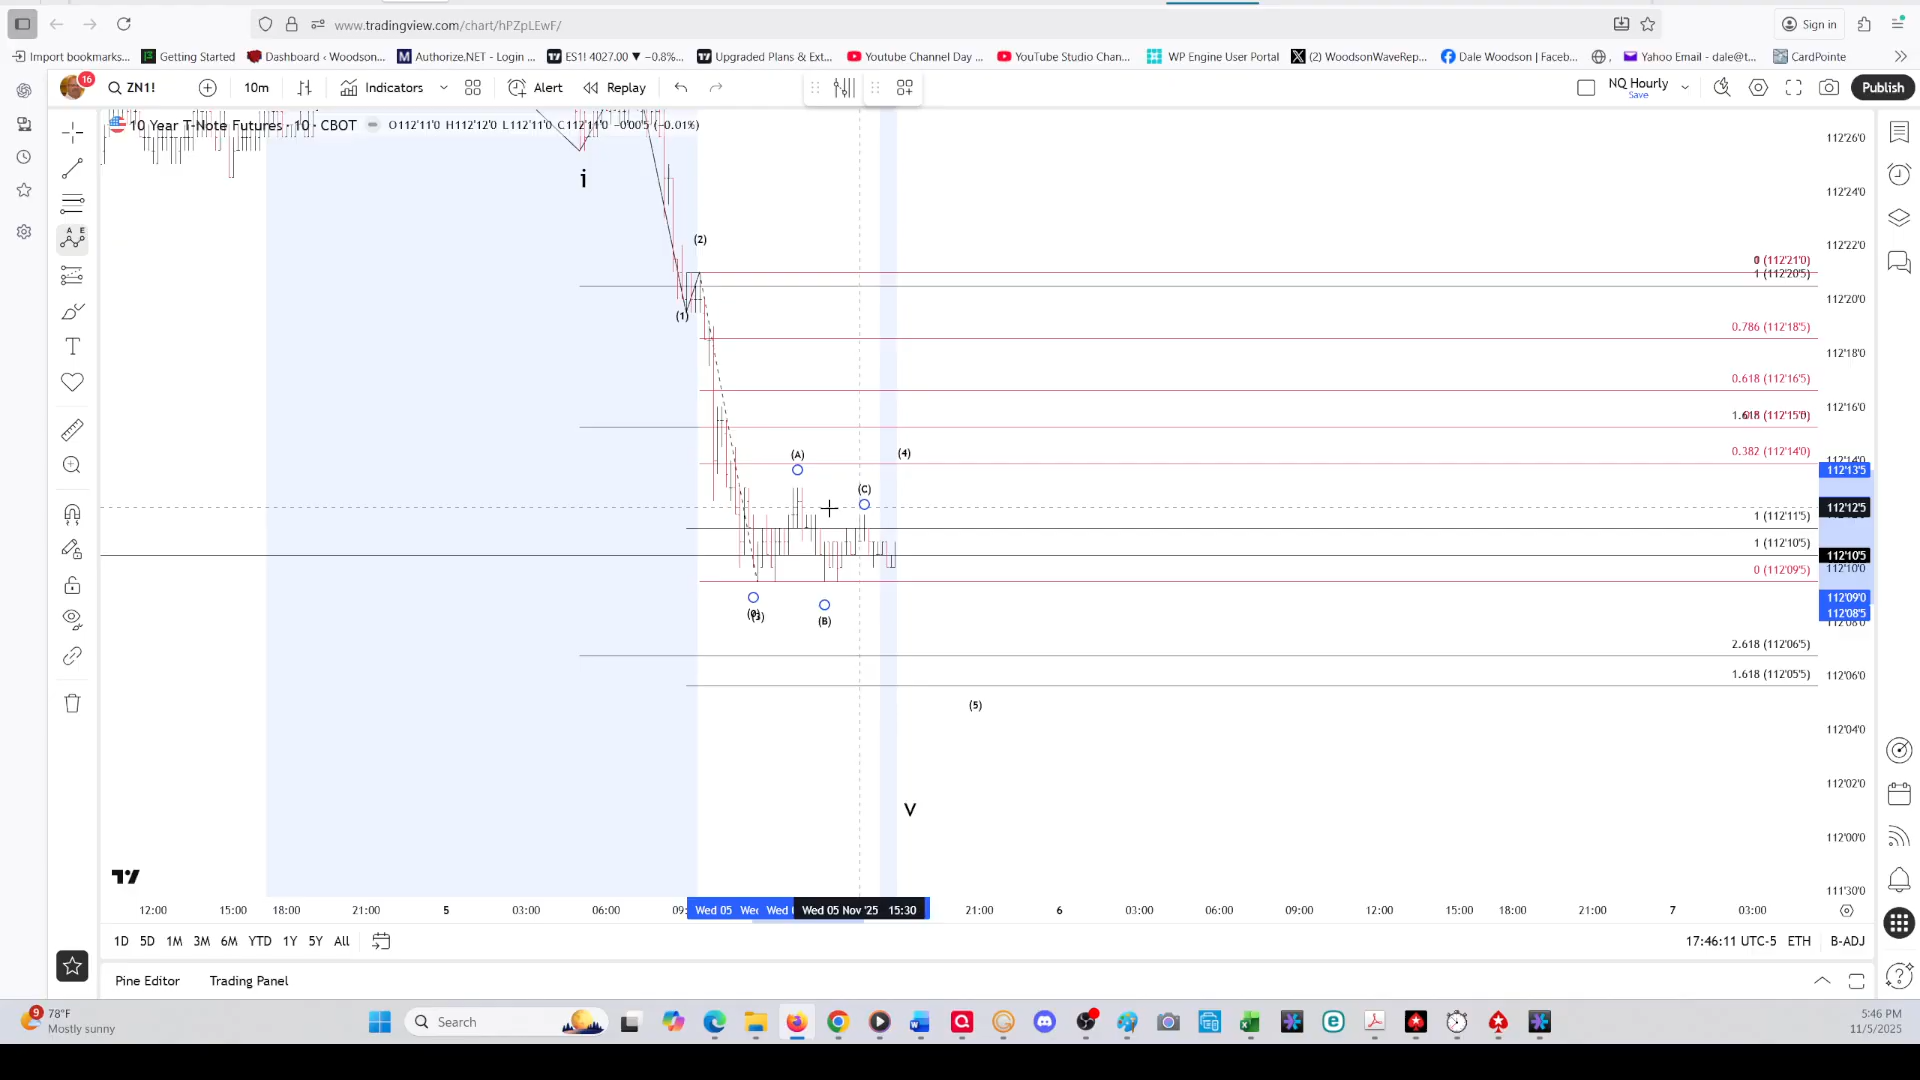 www.tradingview.com/chart/hPZpLEwF/
Sign in
Import bookmarks...
Getting Started
Dashboard ‹ Woodson...
Authorize.NET - Login ...
ES1! 4027.00 ▼ −0.8%...
Upgraded Plans & Ext...
Youtube Channel Day ...
YouTube Studio Chan...
WP Engine User Portal
(2) WoodsonWaveRep...
Dale Woodson | Faceb...
Yahoo Email - dale@t...
CardPointe
16
ZN1!
10m
Indicators
Alert
Replay
NQ Hourly
Save
Publish
10 Year T-Note Futures · 10 · CBOT
O112'11'0 H112'12'0 L112'11'0 C112'11'0 −0'00'5 (−0.01%)
112'26'0
i
112'24'0
(2)
112'22'0
(112'21'0)
1 (112'20'5)
112'20'0
(1)
0.786 (112'18'5)
112'18'0
0.618 (112'16'5)
112'16'0
(112'15'0)
(A)
(4)
0.382 (112'14'0)
112'14'0
112'13'5
(C)
112'12'5
1 (112'11'5)
1 (112'10'5)
112'10'5
112'10'0
0 (112'09'5)
112'09'0
112'08'5
112'08'0
(B)
2.618 (112'06'5)
1.618 (112'05'5)
112'06'0
(5)
112'04'0
112'02'0
v
112'00'0
111'30'0
12:00
15:00
18:00
21:00
5
03:00
06:00
Wed 05
Wed 05 Nov '25 15:30
21:00
6
03:00
06:00
09:00
12:00
15:00
18:00
21:00
7
03:00
1D
5D
1M
3M
6M
YTD
1Y
5Y
All
17:46:11 UTC-5
ETH
B-ADJ
Pine Editor
Trading Panel
9
78°F
Mostly sunny
Search
5:46 PM
11/5/2025